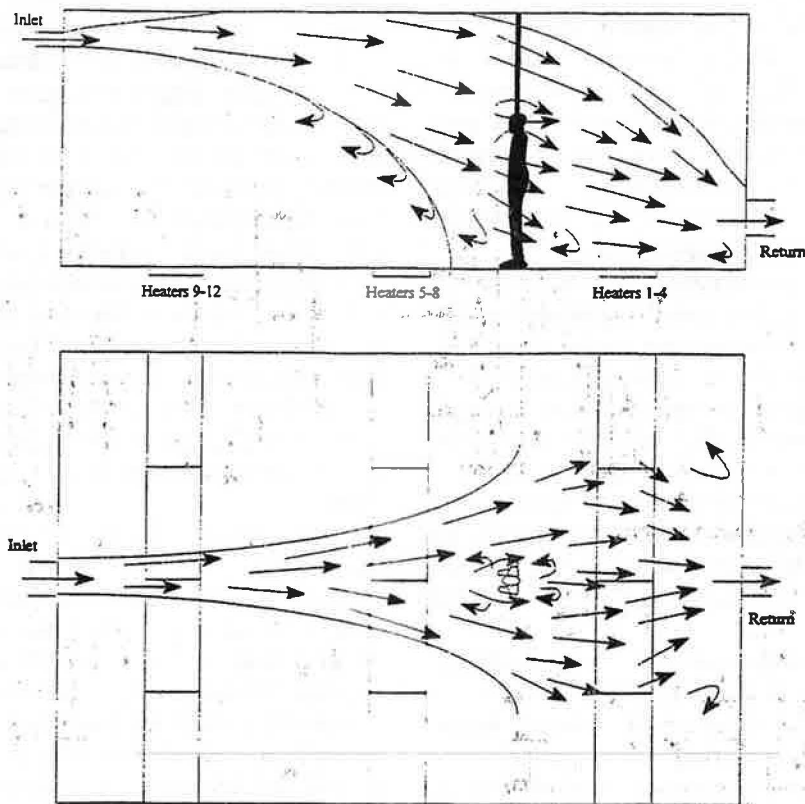 Inlet
Return
Heaters 9-12
Heaters 5-8
Heaters 1-4
Inlet
Return